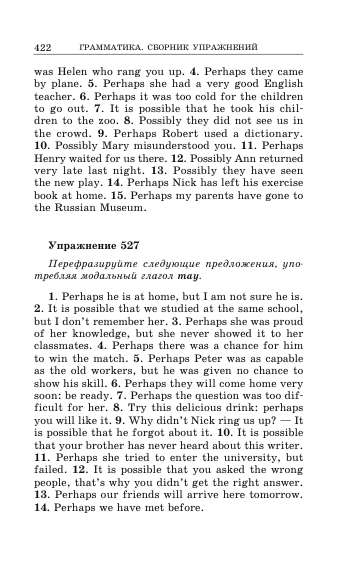 422 ГРАММАТИКА. СБОРНИК УПРАЖНЕНИЙ
was Helen who rang you up. 4. Perhaps they came
by plane. 5. Perhaps she had a very good English
teacher. 6. Perhaps it was too cold for the children
to go out. 7. It is possible that he took his chil-
dren to the zoo. 8. Possibly they did not see us in
the crowd. 9. Perhaps Robert used a dictionary.
10. Possibly Mary misunderstood you. 11. Perhaps
Henry waited for us there. 12. Possibly Ann returned
very late last night. 13. Possibly they have seen
the new play. 14. Perhaps Nick has left his exercise
book at home. 15. Perhaps my parents have gone to
the Russian Museum.
Упражнение 527
Перефразируйте следующие предложения, упо-
требляя модальный глагол may.
1. Perhaps he is at home, but I am not sure he is.
2. It is possible that we studied at the same school,
but I don't remember her. 3. Perhaps she was proud
of her knowledge, but she never showed it to her
classmates. 4. Perhaps there was a chance for him
to win the match. 5. Perhaps Peter was as capable
as the old workers, but he was given no chance to
show his skill. 6. Perhaps they will come home very
soon: be ready. 7. Perhaps the question was too dif-
ficult for her. 8. Try this delicious drink: perhaps
you will like it. 9. Why didn't Nick ring us up? — It
is possible that he forgot about it. 10. It is possible
that your brother has never heard about this writer.
11. Perhaps she tried to enter the university, but
failed. 12. It is possible that you asked the wrong
people, that's why you didn't get the right answer.
13. Perhaps our friends will arrive here tomorrow.
14. Perhaps we have met before.